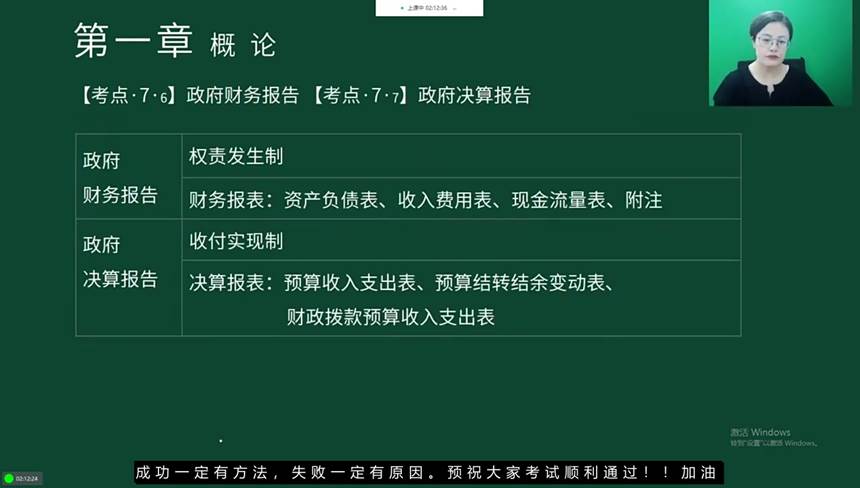 上课中 02:12:36
第一章 概 论
【考点·7·6】政府财务报告 【考点·7·7】政府决算报告
政府
财务报告
权责发生制
财务报表：资产负债表、收入费用表、现金流量表、附注
政府
决算报告
收付实现制
决算报表：预算收入支出表、预算结转结余变动表、
财政拨款预算收入支出表
激活 Windows
转到"设置"以激活 Windows。
02:12:24
成功一定有方法，失败一定有原因。预祝大家考试顺利通过！！加油